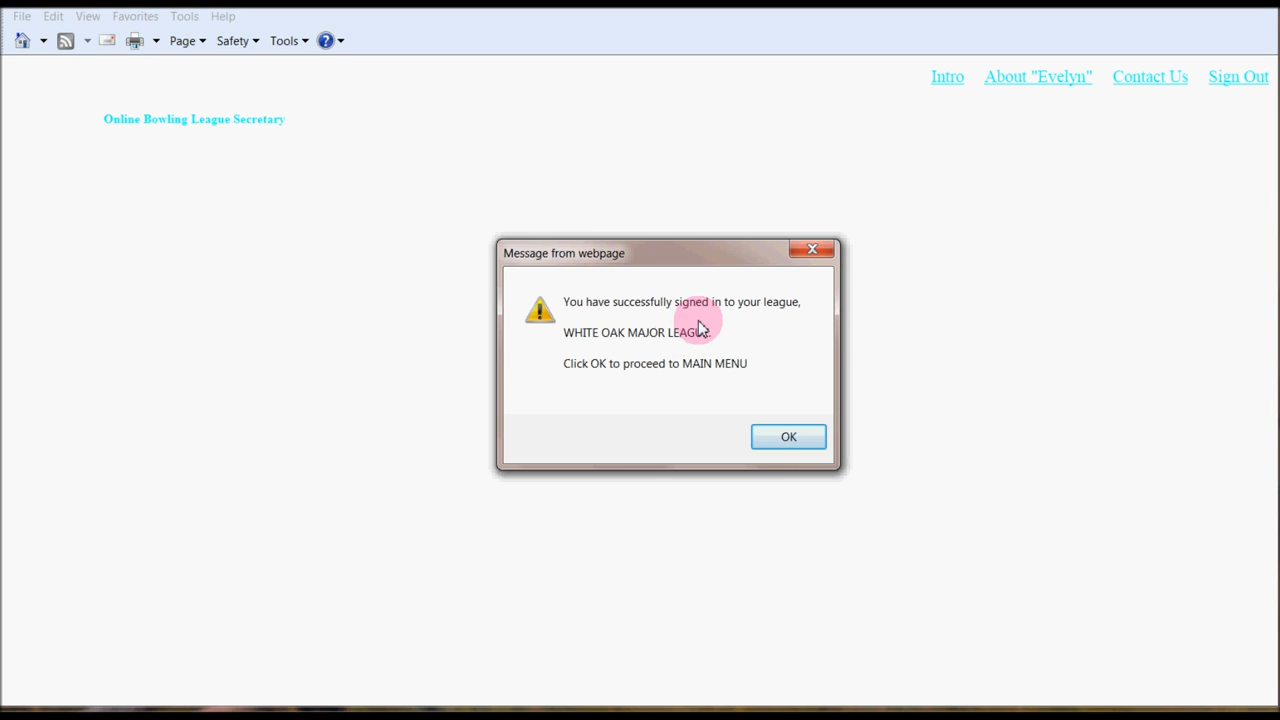 File Edit View Favorites Tools Help
Page Safety Tools
Intro About "Evelyn" Contact Us Sign Out
Online Bowling League Secretary
Message from webpage
You have successfully signed in to your league,
WHITE OAK MAJOR LEAGUE.
Click OK to proceed to MAIN MENU
OK